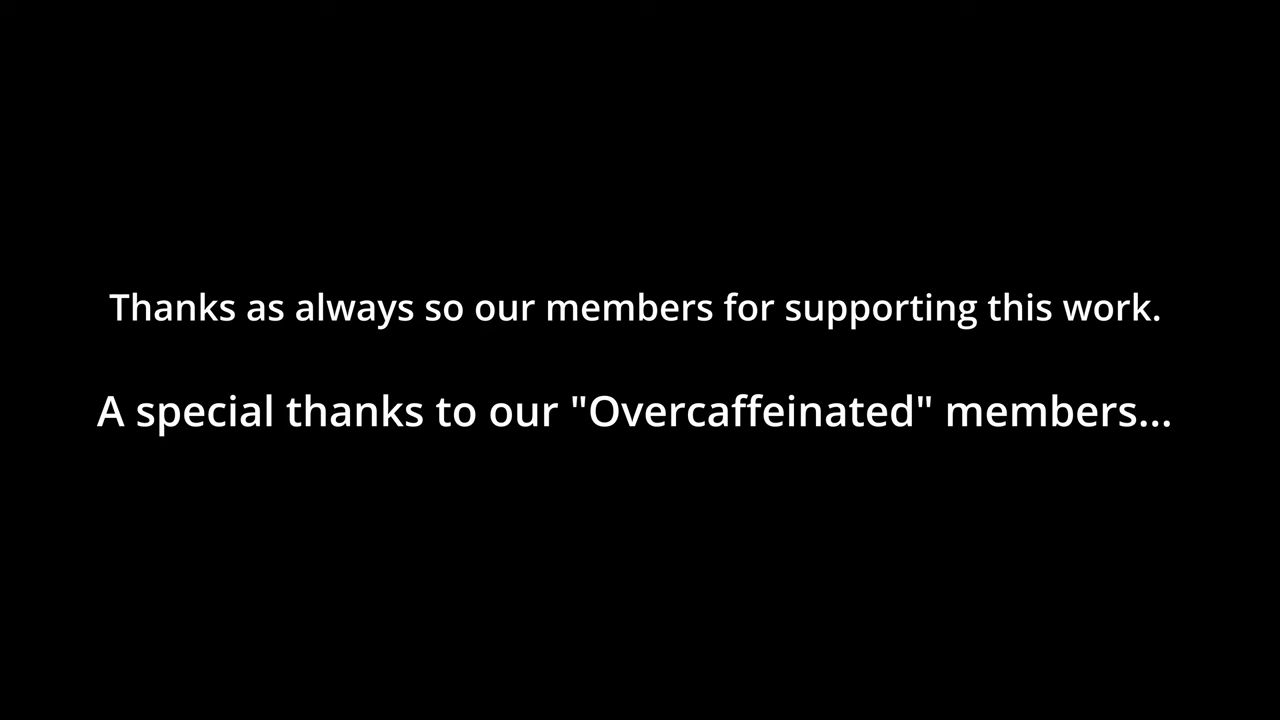 Thanks as always so our members for supporting this work.
A special thanks to our "Overcaffeinated" members...